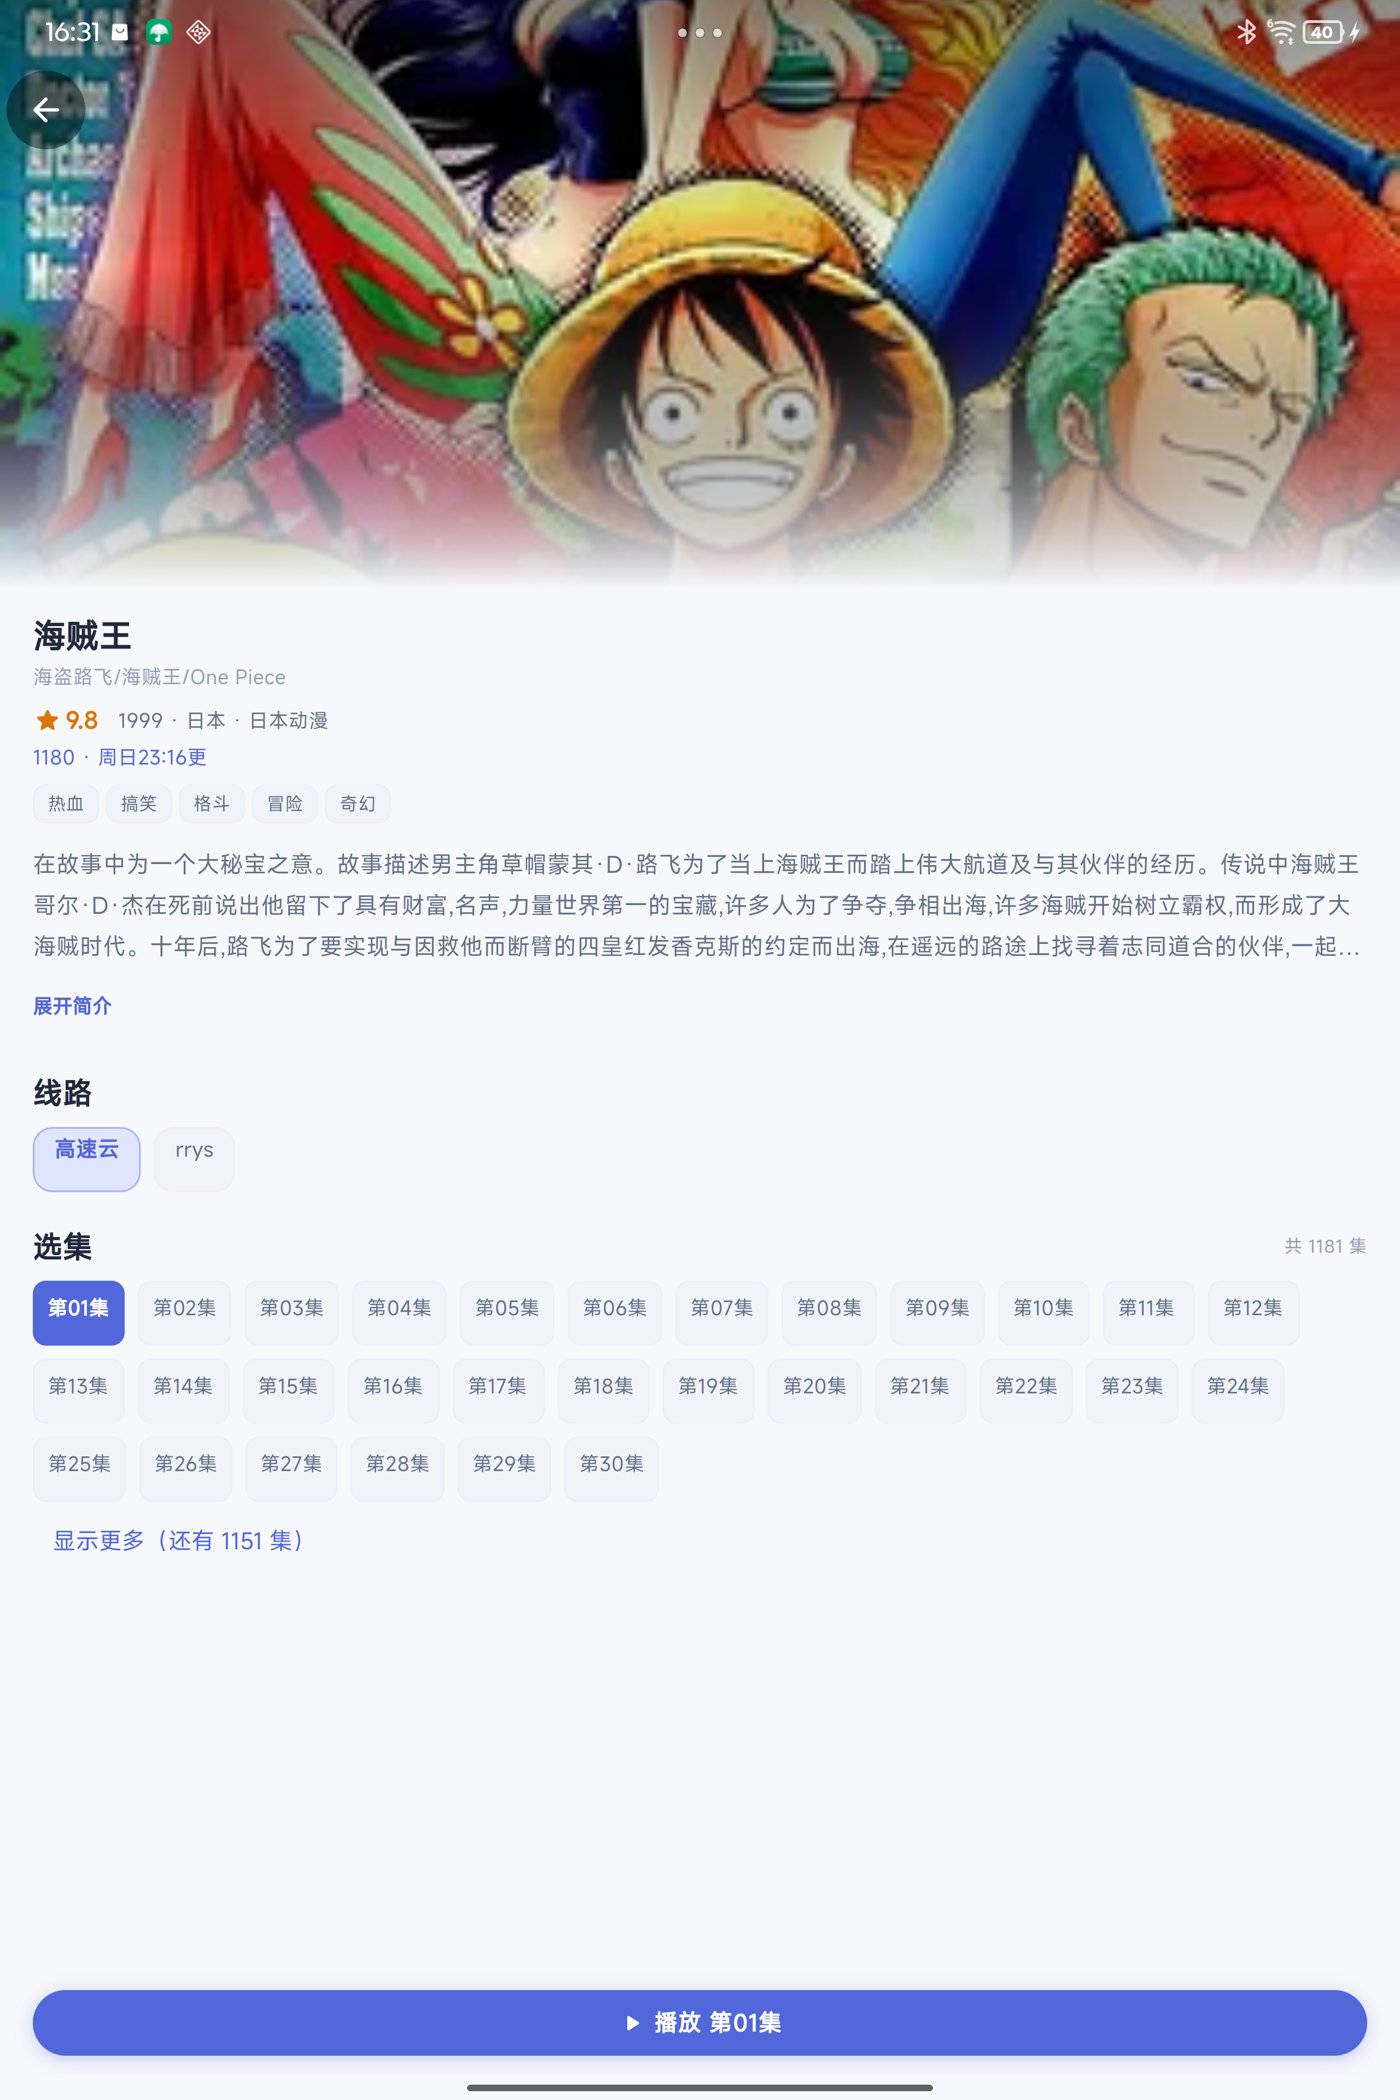 16:31
6
40
海贼王
海盗路飞/海贼王/One Piece
9.8 1999 · 日本 · 日本动漫
1180 · 周日23:16更
热血 搞笑 格斗 冒险 奇幻
在故事中为一个大秘宝之意。故事描述男主角草帽蒙其·D·路飞为了当上海贼王而踏上伟大航道及与其伙伴的经历。传说中海贼王
哥尔·D·杰在死前说出他留下了具有财富,名声,力量世界第一的宝藏,许多人为了争夺,争相出海,许多海贼开始树立霸权,而形成了大
海贼时代。十年后,路飞为了要实现与因救他而断臂的四皇红发香克斯的约定而出海,在遥远的路途上找寻着志同道合的伙伴,一起…
展开简介
线路
高速云 rrys
选集 共 1181 集
第01集 第02集 第03集 第04集 第05集 第06集 第07集 第08集 第09集 第10集 第11集 第12集
第13集 第14集 第15集 第16集 第17集 第18集 第19集 第20集 第21集 第22集 第23集 第24集
第25集 第26集 第27集 第28集 第29集 第30集
显示更多（还有 1151 集）
播放 第01集